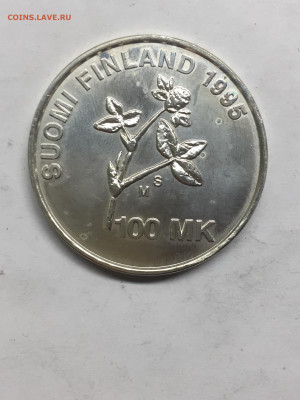 COINS.LAVE.RU
SUOMI FINLAND 1995
S
M
100 MK